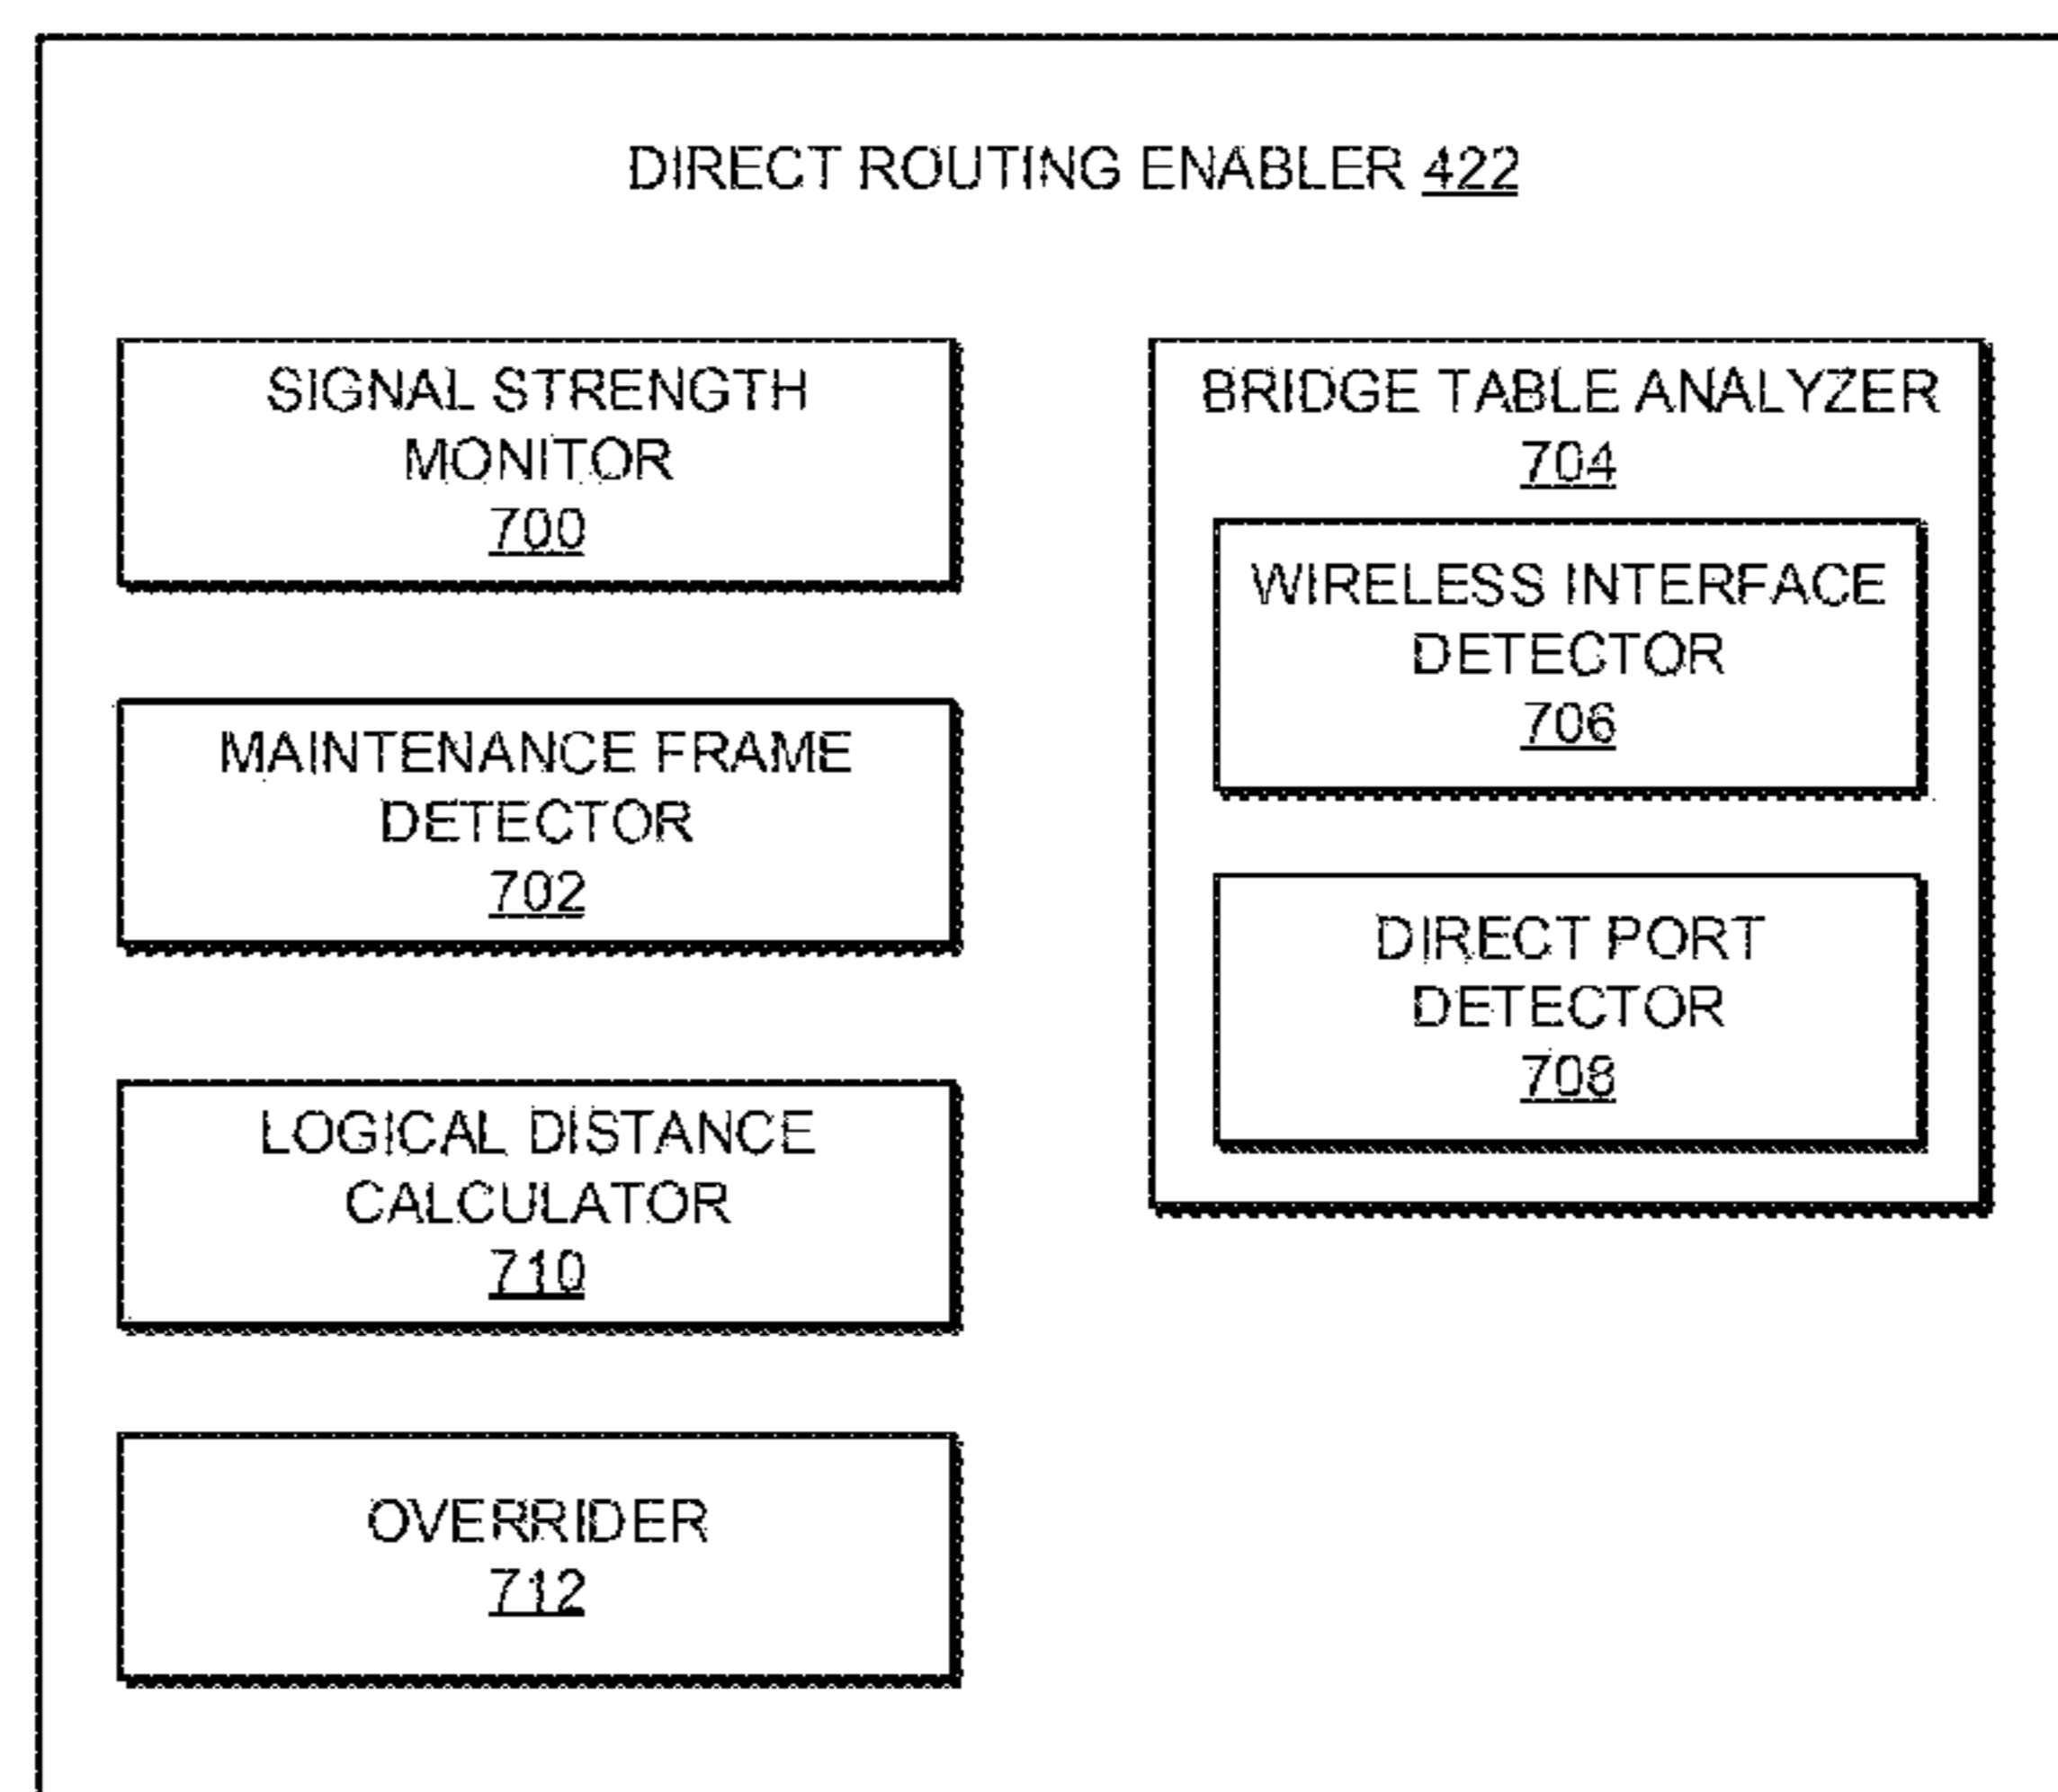 DIRECT ROUTING ENABLER 422
SIGNAL STRENGTH
MONITOR
700
MAINTENANCE FRAME
DETECTOR
702
LOGICAL DISTANCE
CALCULATOR
710
OVERRIDER
712
BRIDGE TABLE ANALYZER
704
WIRELESS INTERFACE
DETECTOR
706
DIRECT PORT
DETECTOR
708